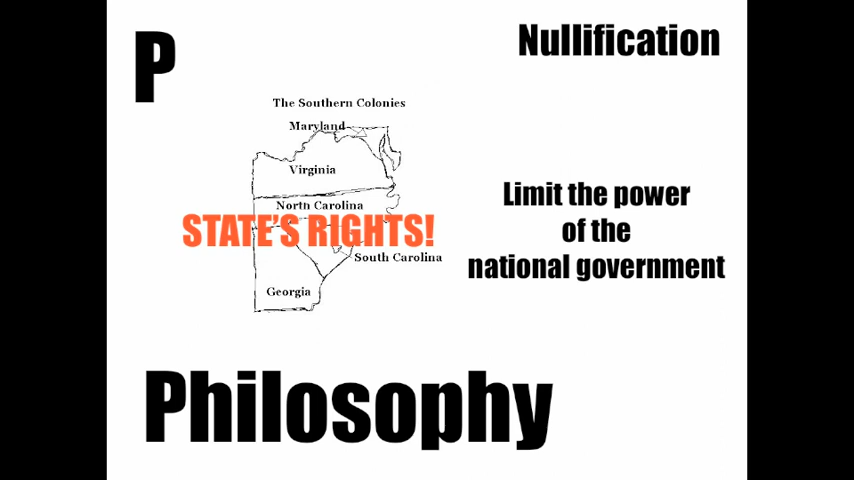 P
Nullification
The Southern Colonies
Maryland
Virginia
North Carolina
STATE'S RIGHTS!
South Carolina
Georgia
Limit the power
of the
national government
Philosophy